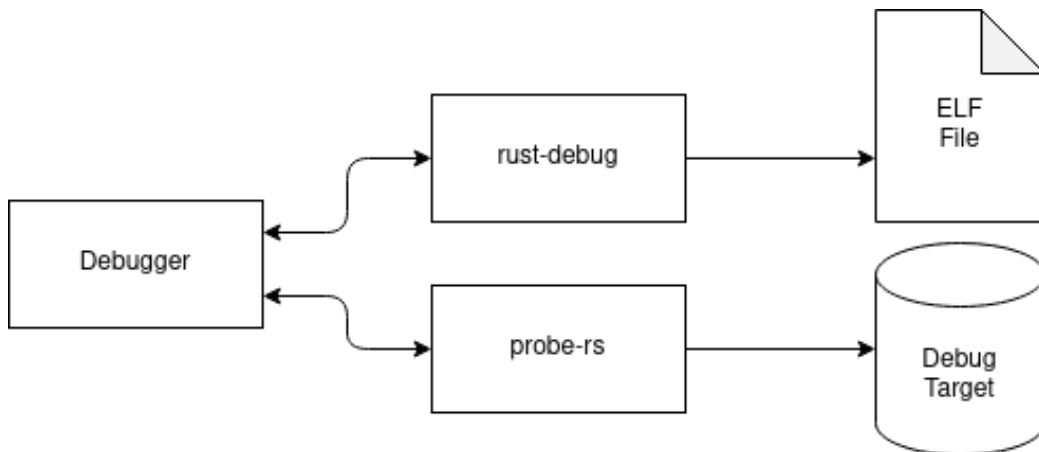 Debugger
rust-debug
ELF
File
probe-rs
Debug
Target